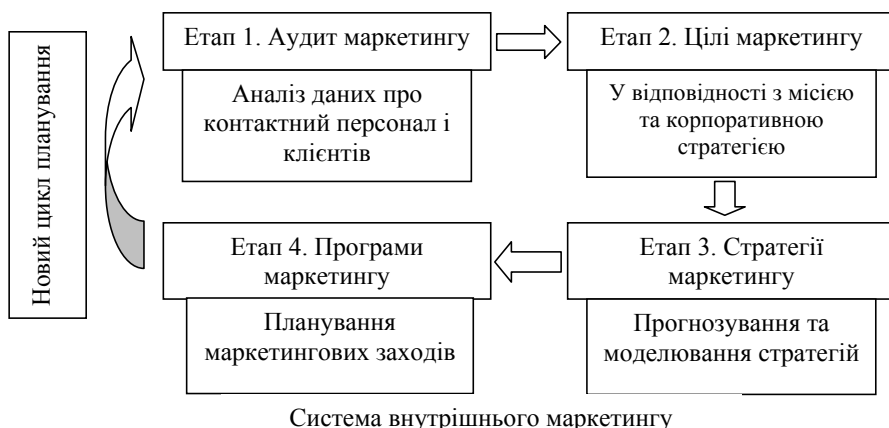 Новий цикл планування
Етап 1. Аудит маркетингу
Аналіз даних про
контактний персонал і
клієнтів
Етап 2. Цілі маркетингу
У відповідності з місією
та корпоративною
стратегією
Етап 3. Стратегії
маркетингу
Прогнозування та
моделювання стратегій
Етап 4. Програми
маркетингу
Планування
маркетингових заходів
Система внутрішнього маркетингу